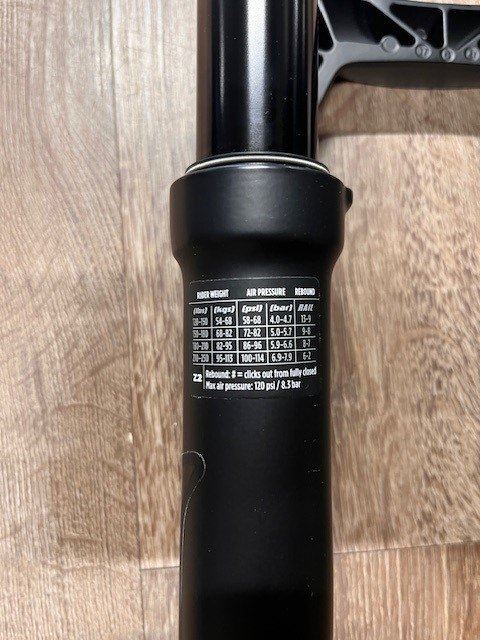 RIDER WEIGHT AIR PRESSURE REBOUND
(lbs) (kgs) (psi) (bar) RAIL
120-150 54-68 58-68 4.0-4.7 13-9
150-180 68-82 72-82 5.0-5.7 9-8
180-210 82-95 86-96 5.9-6.6 8-7
210-250 95-113 100-114 6.9-7.9 6-2
Z2 Rebound: # = clicks out from fully closed
Max air pressure: 120 psi / 8.3 bar